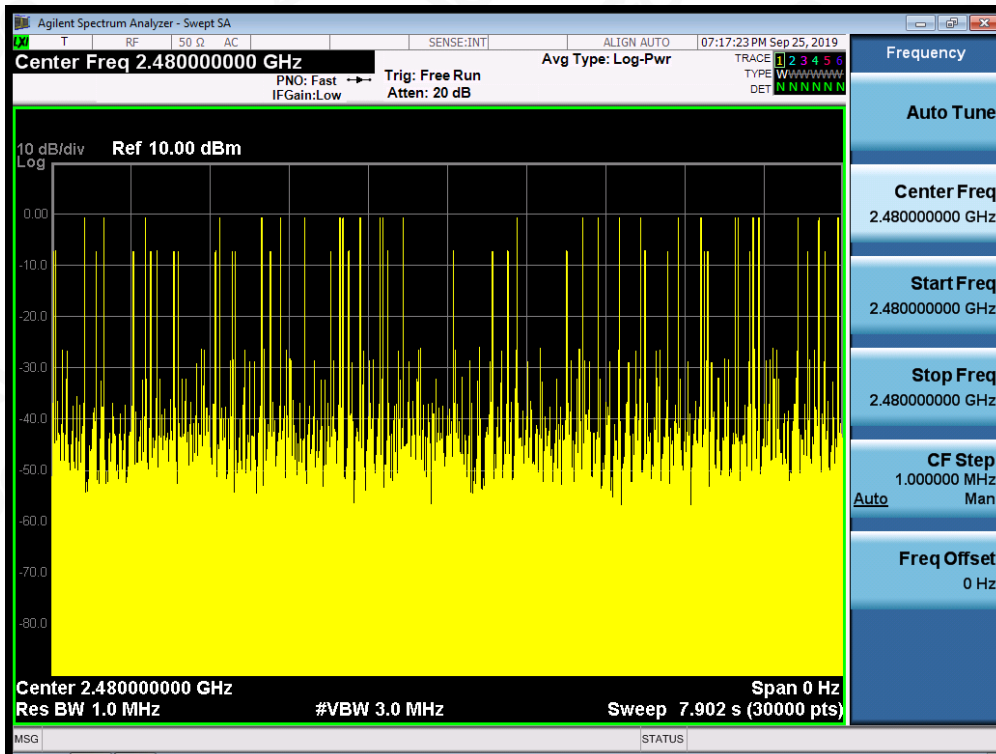 Agilent Spectrum Analyzer - Swept SA
LXI T RF 50 Ω AC SENSE:INT ALIGN AUTO 07:17:23 PM Sep 25, 2019
Center Freq 2.480000000 GHz
PNO: Fast
IFGain:Low
Trig: Free Run
Atten: 20 dB
Avg Type: Log-Pwr
TRACE 1 2 3 4 5 6
TYPE WWWWWWW
DET N N N N N N
10 dB/div Ref 10.00 dBm
Log
0.00
-10.0
-20.0
-30.0
-40.0
-50.0
-60.0
-70.0
-80.0
Center 2.480000000 GHz Span 0 Hz
Res BW 1.0 MHz #VBW 3.0 MHz Sweep 7.902 s (30000 pts)
MSG STATUS
Frequency
Auto Tune
Center Freq
2.480000000 GHz
Start Freq
2.480000000 GHz
Stop Freq
2.480000000 GHz
CF Step
1.000000 MHz
Auto Man
Freq Offset
0 Hz